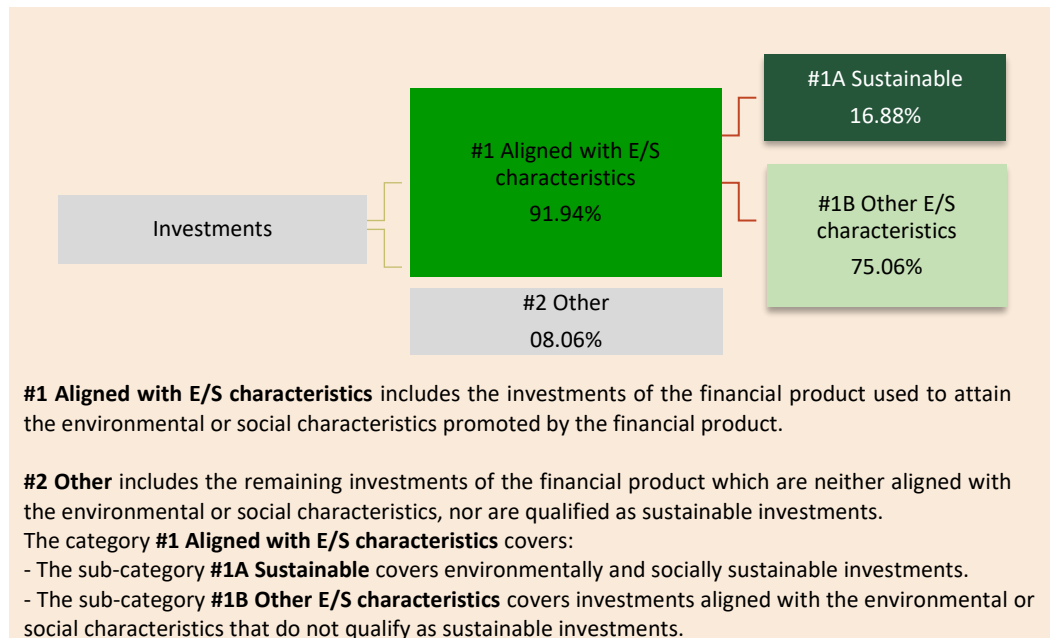 #1A Sustainable
16.88%
#1 Aligned with E/S
characteristics
91.94%
#1B Other E/S
characteristics
75.06%
Investments
#2 Other
08.06%
#1 Aligned with E/S characteristics includes the investments of the financial product used to attain
the environmental or social characteristics promoted by the financial product.
#2 Other includes the remaining investments of the financial product which are neither aligned with
the environmental or social characteristics, nor are qualified as sustainable investments.
The category #1 Aligned with E/S characteristics covers:
- The sub-category #1A Sustainable covers environmentally and socially sustainable investments.
- The sub-category #1B Other E/S characteristics covers investments aligned with the environmental or
social characteristics that do not qualify as sustainable investments.